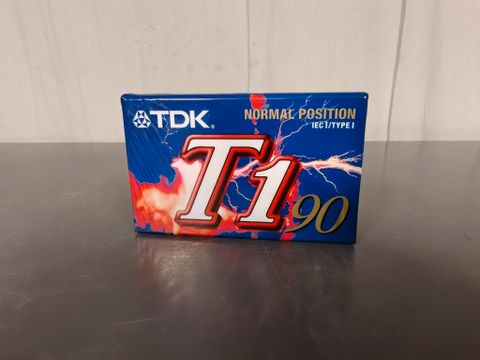 TDK.
NORMAL POSITION
IEC I/TYPE I
T1 90